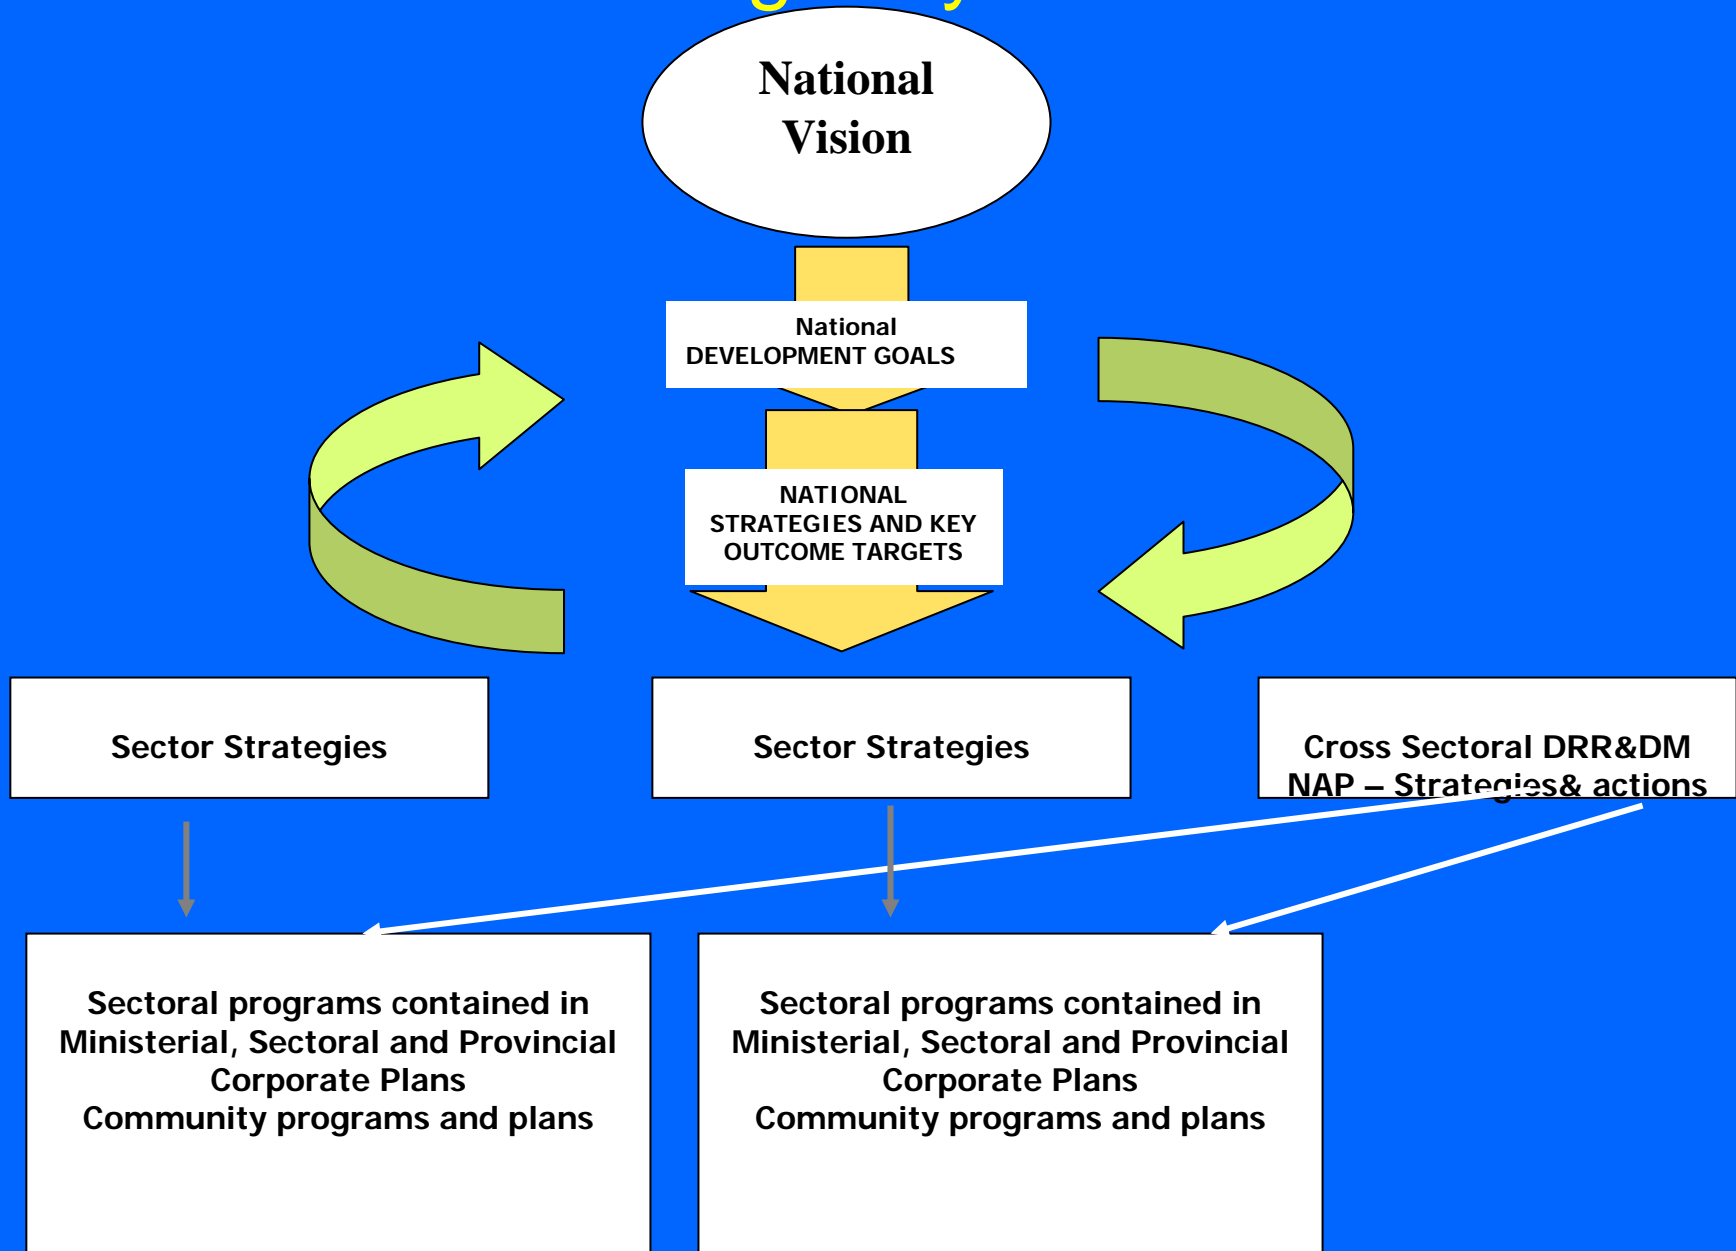 National
Vision
National
DEVELOPMENT GOALS
NATIONAL
STRATEGIES AND KEY
OUTCOME TARGETS
Sector Strategies
Sector Strategies
Cross Sectoral DRR&DM
NAP – Strategies& actions
Sectoral programs contained in
Ministerial, Sectoral and Provincial
Corporate Plans
Community programs and plans
Sectoral programs contained in
Ministerial, Sectoral and Provincial
Corporate Plans
Community programs and plans